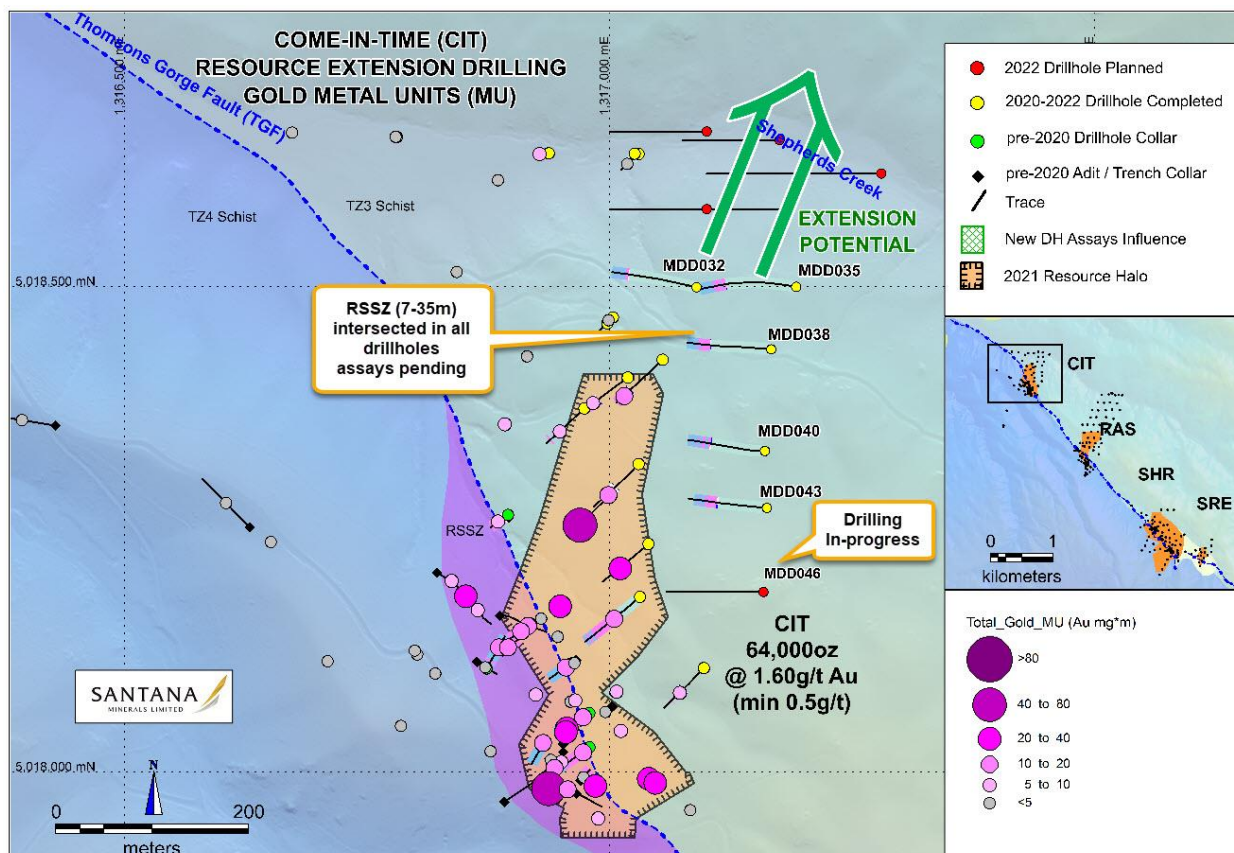 COME-IN-TIME (CIT)
RESOURCE EXTENSION DRILLING
GOLD METAL UNITS (MU)
Thomsons Gorge Fault (TGF)
1,316,500 mE
1,317,000 mE
E
Shepherds Creek
TZ4 Schist
TZ3 Schist
EXTENSION
POTENTIAL
5,018,500 mN
MDD032
MDD035
RSSZ (7-35m)
intersected in all
drillholes
assays pending
MDD038
MDD040
MDD043
RSSZ
Drilling
In-progress
MDD046
CIT
64,000oz
@ 1.60g/t Au
(min 0.5g/t)
SANTANA
MINERALS LIMITED
5,018,000 mN
N
0 200
meters
2022 Drillhole Planned
2020-2022 Drillhole Completed
pre-2020 Drillhole Collar
pre-2020 Adit / Trench Collar
Trace
New DH Assays Influence
2021 Resource Halo
CIT
RAS
SHR
SRE
0 1
kilometers
Total_Gold_MU (Au mg*m)
>80
40 to 80
20 to 40
10 to 20
5 to 10
<5